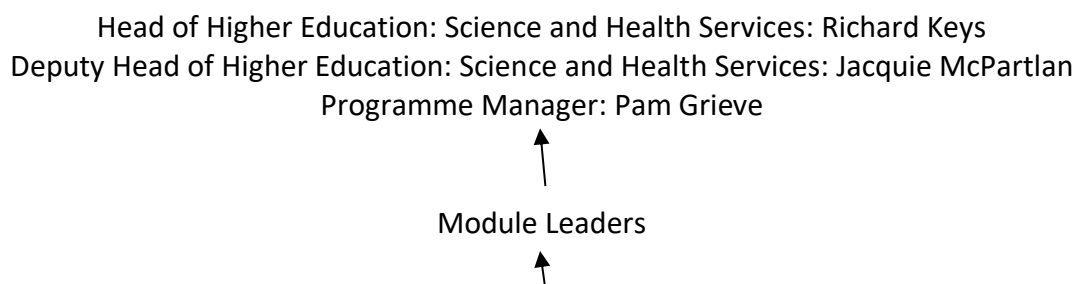 Head of Higher Education: Science and Health Services: Richard Keys
Deputy Head of Higher Education: Science and Health Services: Jacquie McPartlan
Programme Manager: Pam Grieve
Module Leaders